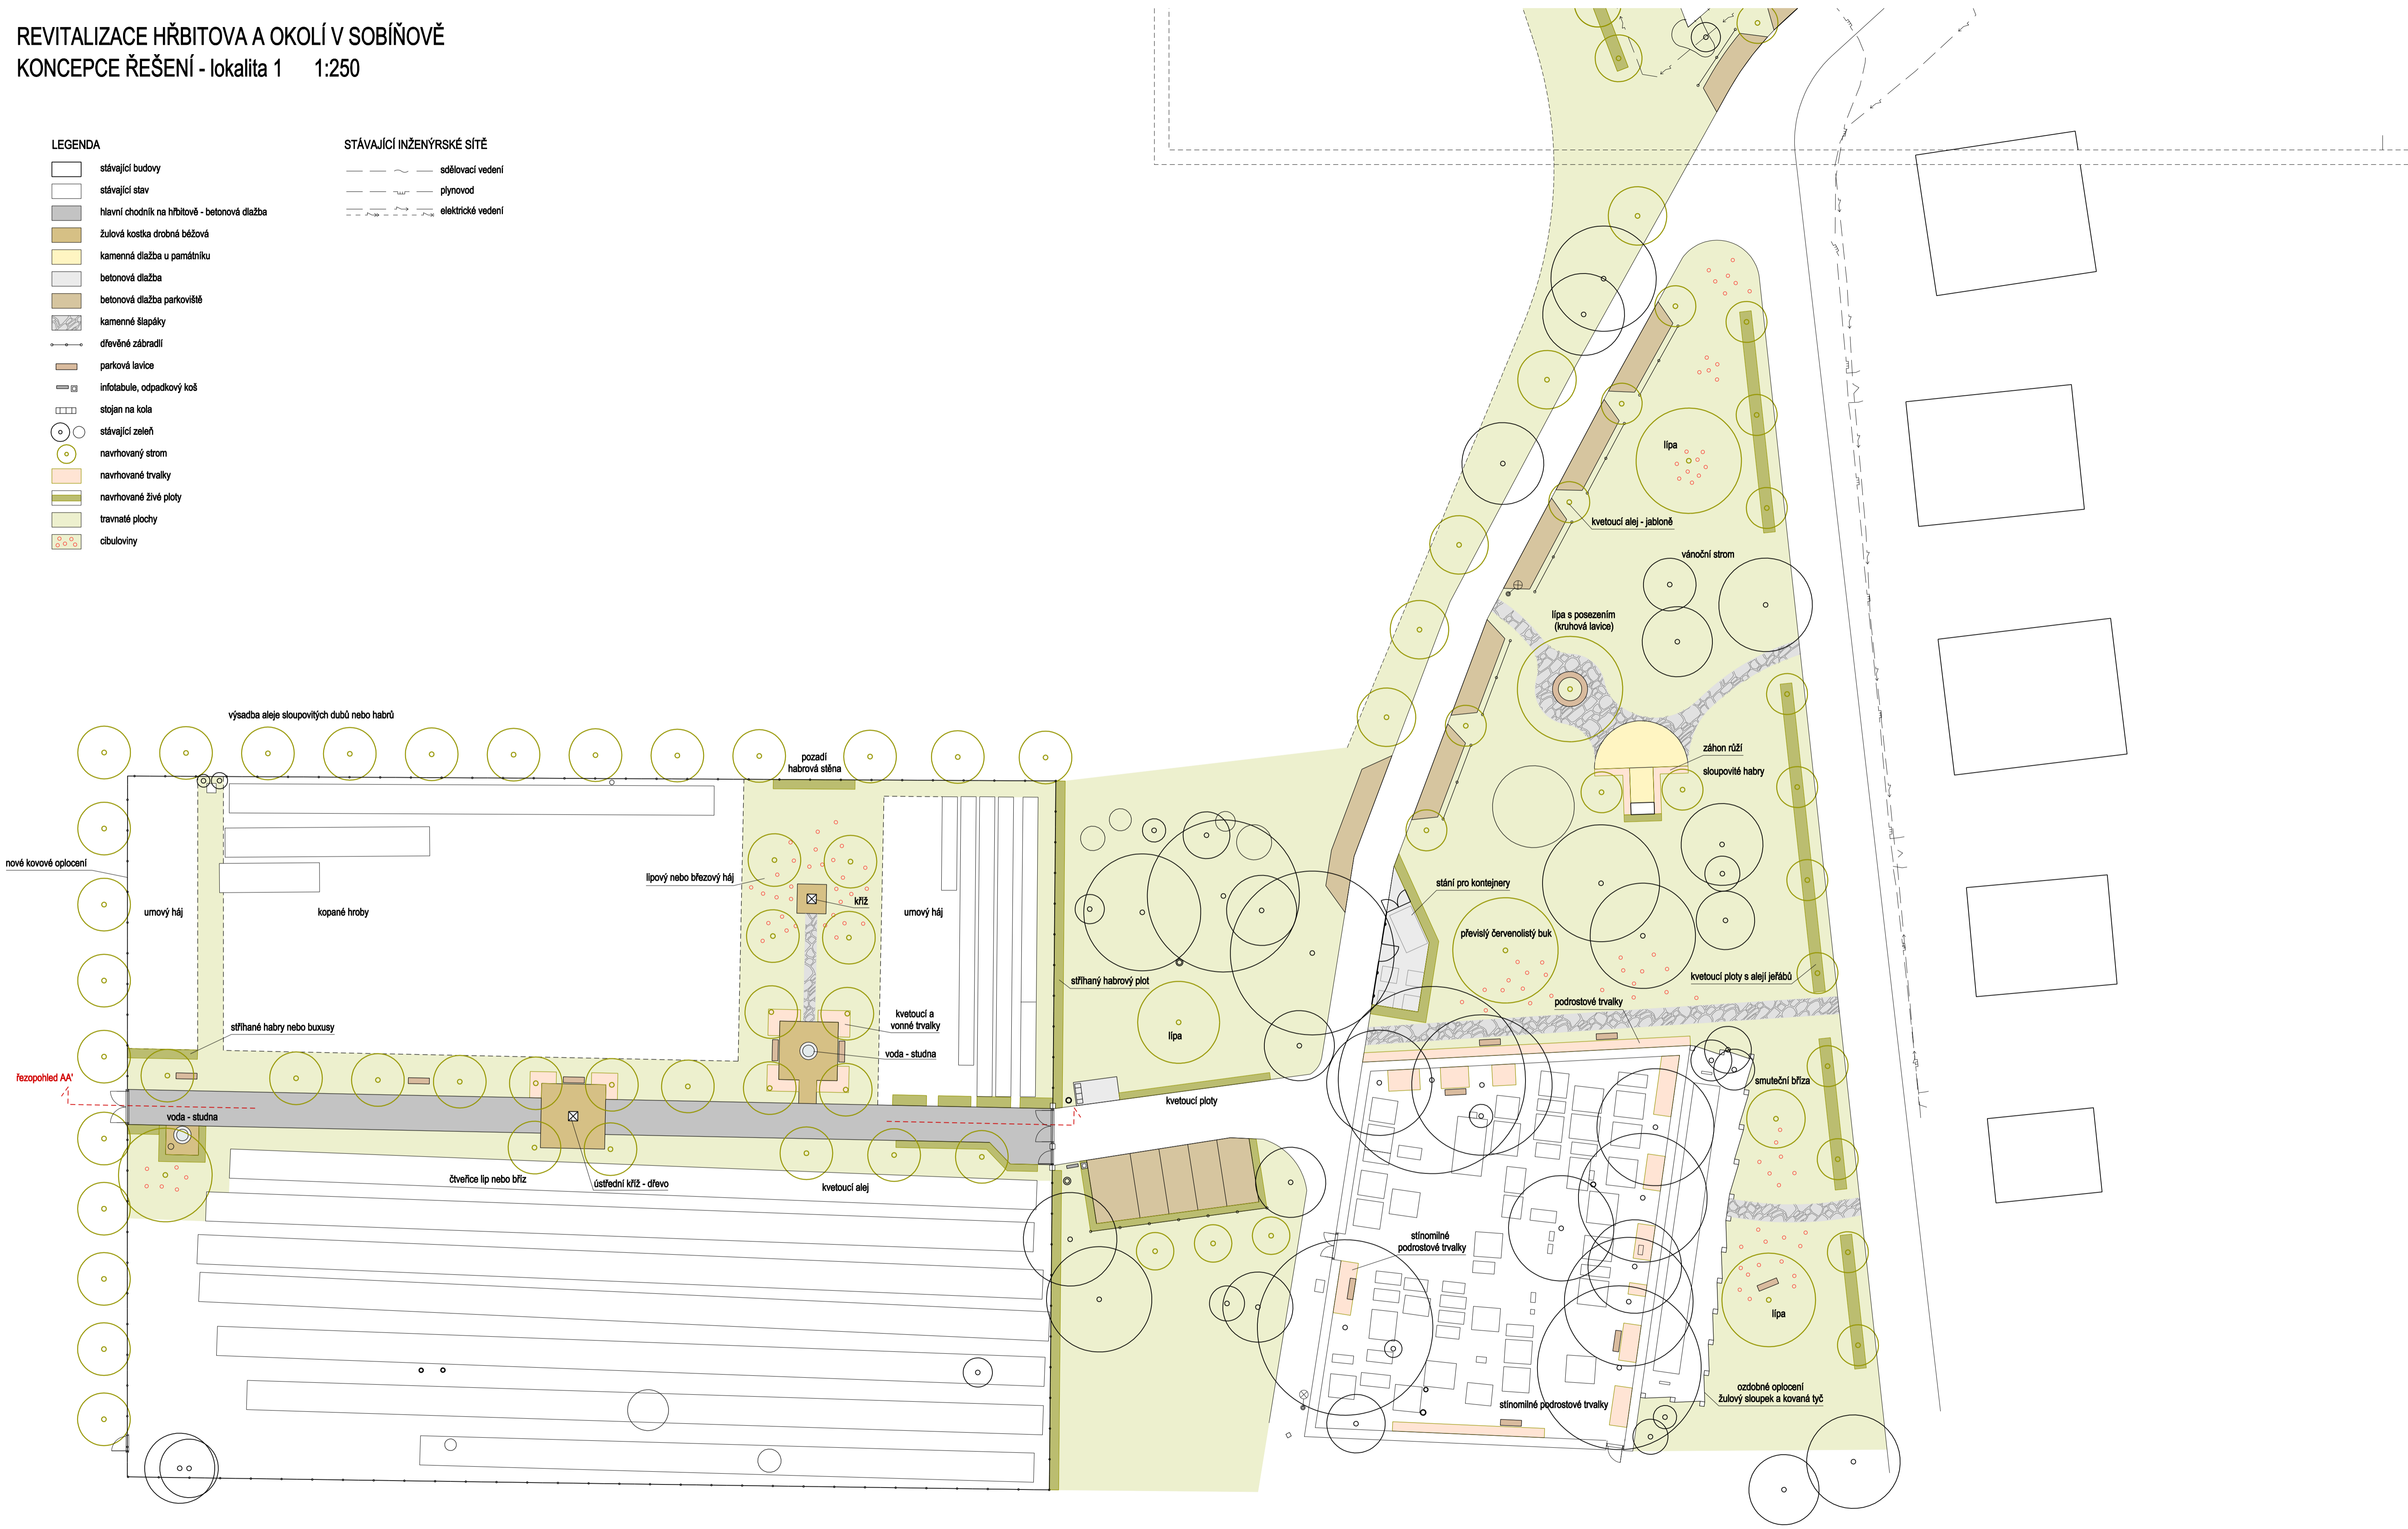 REVITALIZACE HŘBITOVA A OKOLÍ V SOBÍŇOVĚ
KONCEPCE ŘEŠENÍ - lokalita 1 1:250
LEGENDA
stávající budovy
stávající stav
hlavní chodník na hřbitově - betonová dlažba
žulová kostka drobná béžová
kamenná dlažba u památníku
betonová dlažba
betonová dlažba parkoviště
kamenné šlapáky
dřevěné zábradlí
parková lavice
infotabule, odpadkový koš
stojan na kola
stávající zeleň
navrhovaný strom
navrhované trvalky
navrhované živé ploty
travnaté plochy
cibuloviny
STÁVAJÍCÍ INŽENÝRSKÉ SÍTĚ
sdělovací vedení
plynovod
elektrické vedení
lípa
kvetoucí alej - jabloně
vánoční strom
lípa s posezením
(kruhová lavice)
záhon růží
sloupovité habry
výsadba aleje sloupovitých dubů nebo habrů
pozadí
habrová stěna
nové kovové oplocení
urnový háj
kopané hroby
lipový nebo březový háj
kříž
urnový háj
stání pro kontejnery
převislý červenolistý buk
kvetoucí ploty s alejí jeřábů
podrostové trvalky
stříhaný habrový plot
lípa
kvetoucí a
vonné trvalky
voda - studna
stříhané habry nebo buxusy
řezopohled AA'
voda - studna
kvetoucí ploty
smuteční bříza
čtveřice lip nebo bříz
ústřední kříž - dřevo
kvetoucí alej
stínomilné
podrostové trvalky
lípa
ozdobné oplocení
žulový sloupek a kovaná tyč
stínomilné podrostové trvalky